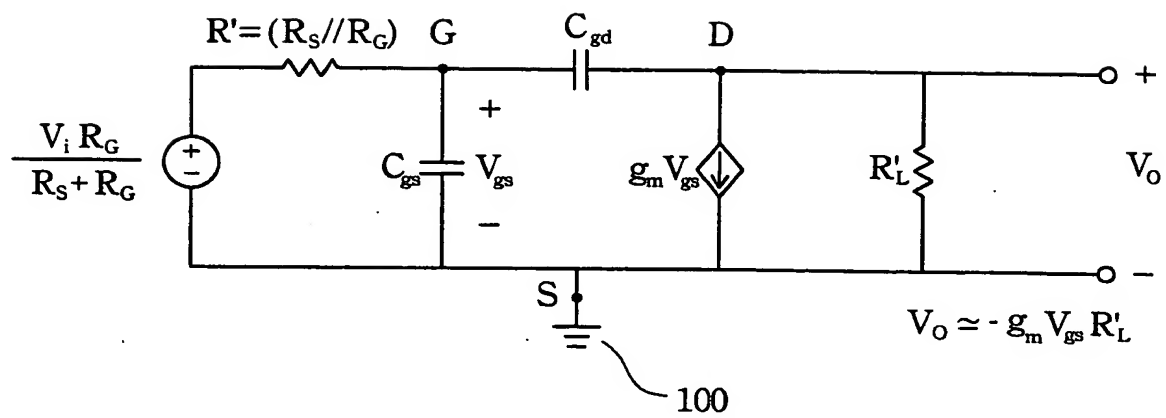 R'=(R_S//R_G)
G
C_gd
D
+
V_i R_G
R_S+R_G
+
-
C_gs
+
V_gs
-
g_m V_gs
R'_L
V_O
S
-
V_O ≃ - g_m V_gs R'_L
100